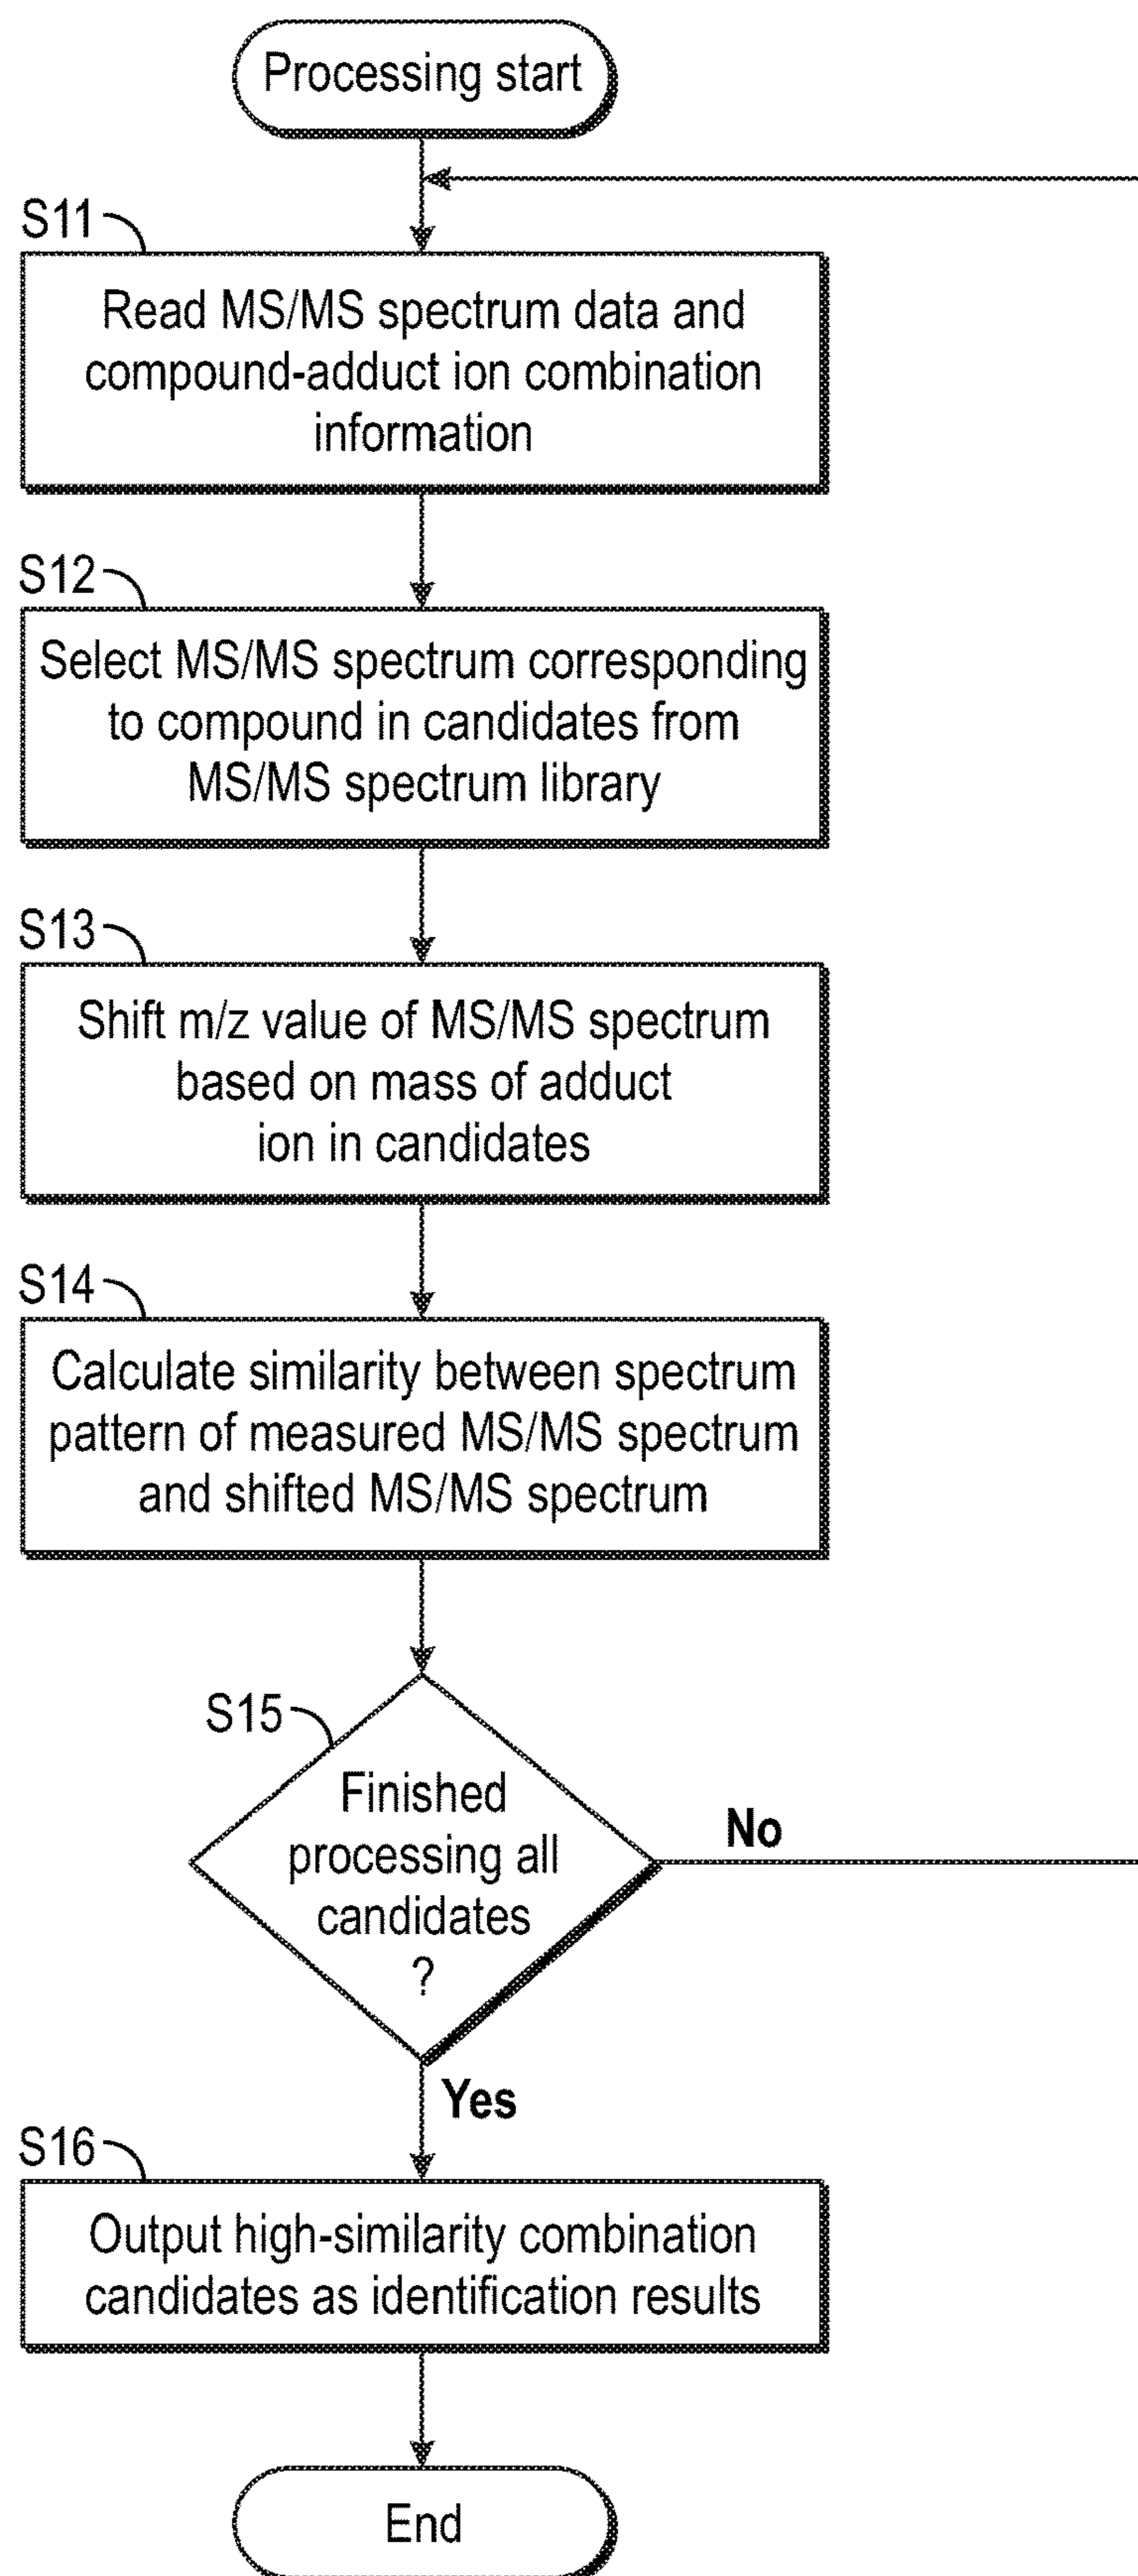 Processing start
S11
Read MS/MS spectrum data and
compound-adduct ion combination
information
S12
Select MS/MS spectrum corresponding
to compound in candidates from
MS/MS spectrum library
S13
Shift m/z value of MS/MS spectrum
based on mass of adduct
ion in candidates
S14
Calculate similarity between spectrum
pattern of measured MS/MS spectrum
and shifted MS/MS spectrum
S15
Finished
processing all
candidates
?
No
Yes
S16
Output high-similarity combination
candidates as identification results
End